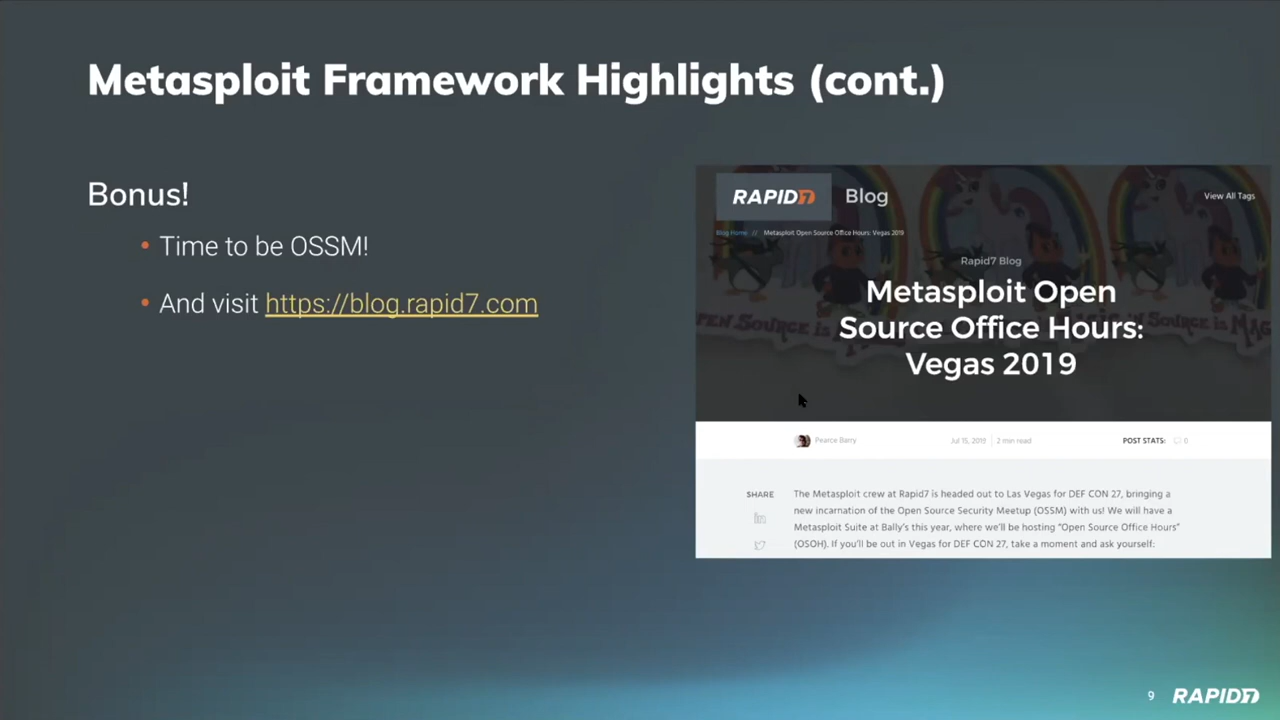 Metasploit Framework Highlights (cont.)
Bonus!
• Time to be OSSM!
• And visit https://blog.rapid7.com
RAPID7 Blog
View All Tags
Blog Home // Metasploit Open Source Office Hours: Vegas 2019
Rapid7 Blog
Metasploit Open
Source Office Hours:
Vegas 2019
Pearce Barry
Jul 15, 2019 | 2 min read
POST STATS: 0
SHARE
The Metasploit crew at Rapid7 is headed out to Las Vegas for DEF CON 27, bringing a
new incarnation of the Open Source Security Meetup (OSSM) with us! We will have a
Metasploit Suite at Bally's this year, where we'll be hosting "Open Source Office Hours"
(OSOH). If you'll be out in Vegas for DEF CON 27, take a moment and ask yourself:
9 RAPID7